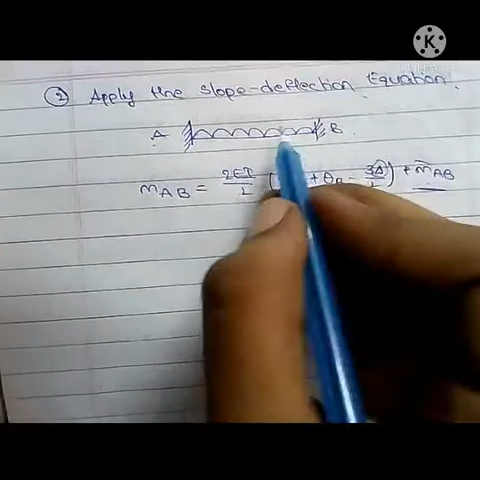 ② Apply the slope-deflection Equation.
A B
mAB = 2EI/L ( + θB - 3Δ/L) + m̅AB
K